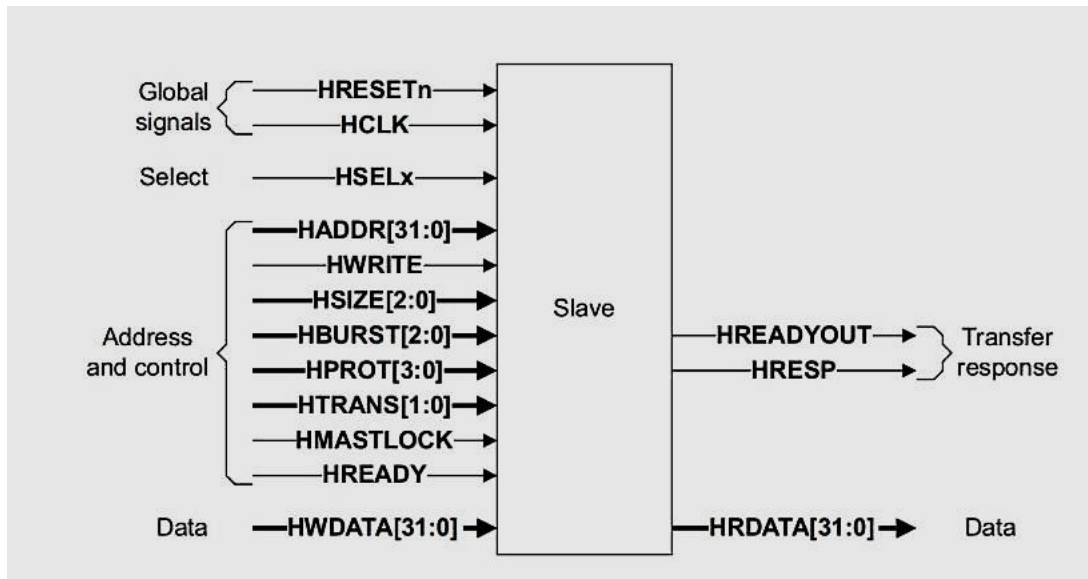 Global
signals
HRESETn
HCLK
Select
HSELx
Address
and control
HADDR[31:0]
HWRITE
HSIZE[2:0]
HBURST[2:0]
HPROT[3:0]
HTRANS[1:0]
HMASTLOCK
HREADY
Data
HWDATA[31:0]
Slave
HREADYOUT
HRESP
Transfer
response
HRDATA[31:0]
Data